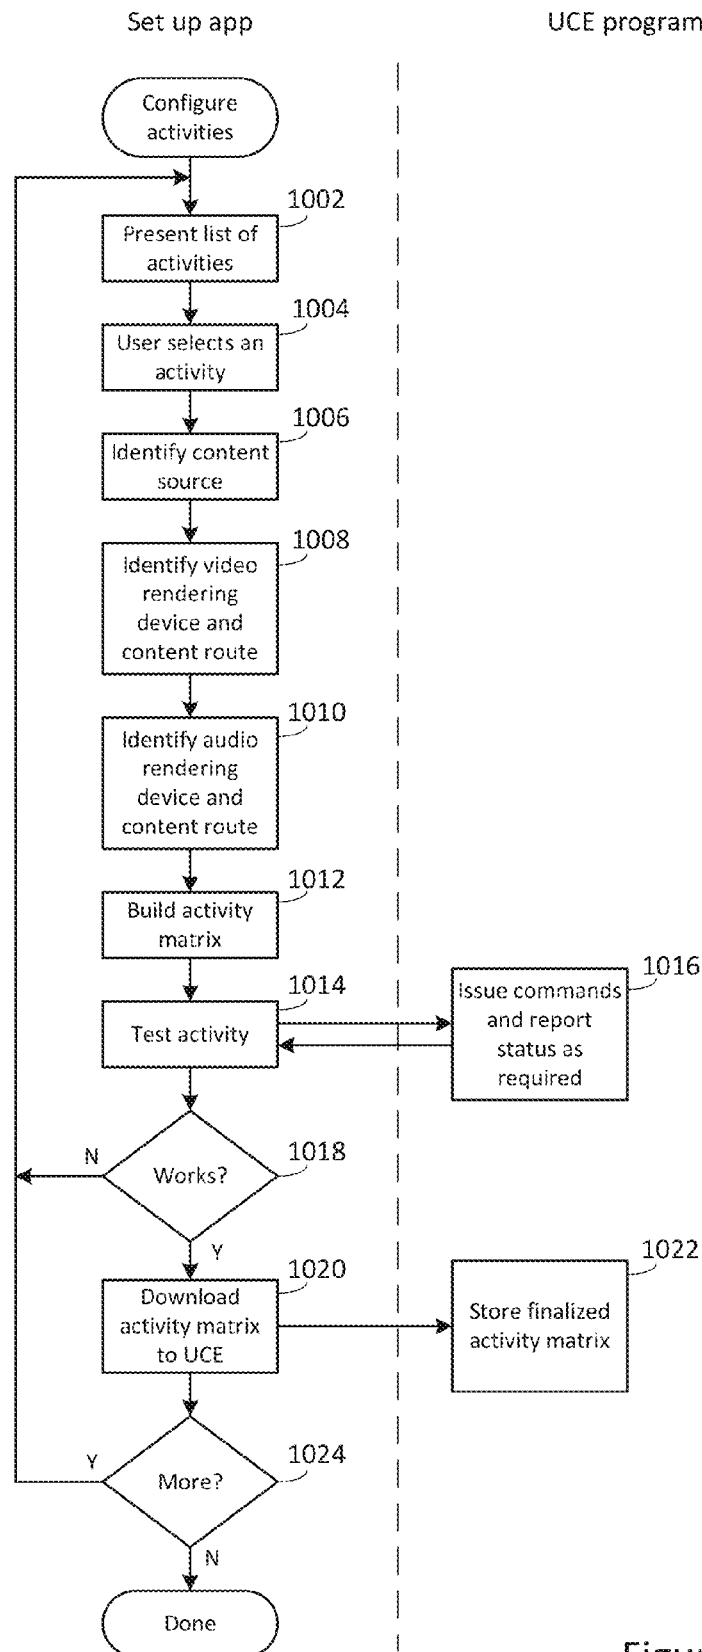 Set up app
UCE program
Configure
activities
1002
Present list of
activities
1004
User selects an
activity
1006
Identify content
source
1008
Identify video
rendering
device and
content route
1010
Identify audio
rendering
device and
content route
1012
Build activity
matrix
1014
Test activity
1016
Issue commands
and report
status as
required
N
Works?
1018
Y
1020
Download
activity matrix
to UCE
1022
Store finalized
activity matrix
Y
More?
1024
N
Done